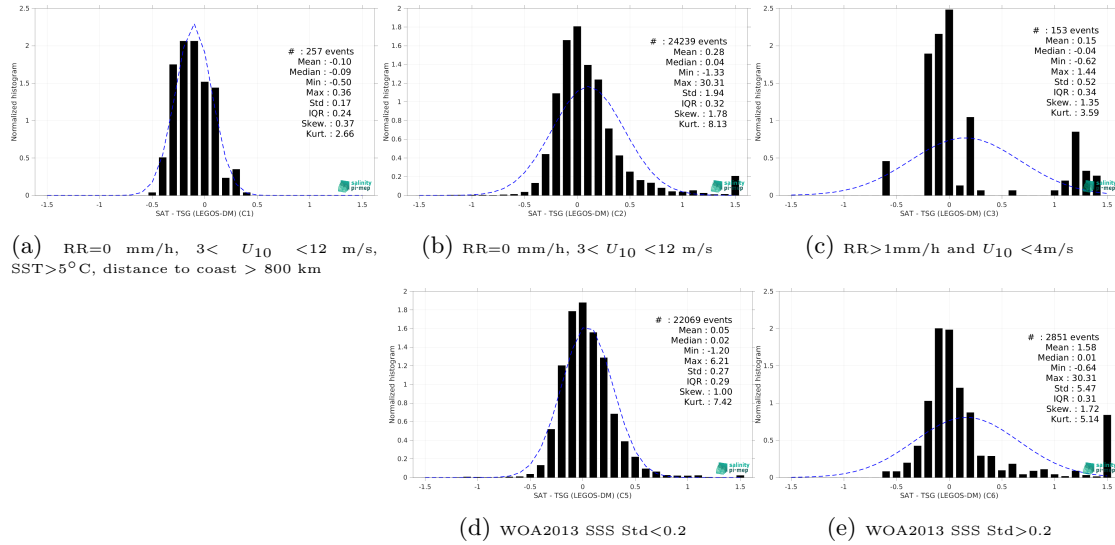 2.5
2
1.5
1
0.5
0
Normalized histogram
# : 257 events
Mean : -0.10
Median : -0.09
Min : -0.50
Max : 0.36
Std : 0.17
IQR : 0.24
Skew. : 0.37
Kurt. : 2.66
salinity
pi-mep
-1.5 -1 -0.5 0 0.5 1 1.5
SAT - TSG (LEGOS-DM) (C1)
(a) RR=0 mm/h, 3< U10 <12 m/s,
SST>5°C, distance to coast > 800 km
2
1.8
1.6
1.4
1.2
1
0.8
0.6
0.4
0.2
0
Normalized histogram
# : 24239 events
Mean : 0.28
Median : 0.04
Min : -1.33
Max : 30.31
Std : 1.94
IQR : 0.32
Skew. : 1.78
Kurt. : 8.13
salinity
pi-mep
-1.5 -1 -0.5 0 0.5 1 1.5
SAT - TSG (LEGOS-DM) (C2)
(b) RR=0 mm/h, 3< U10 <12 m/s
2.5
2
1.5
1
0.5
0
Normalized histogram
# : 153 events
Mean : 0.15
Median : -0.04
Min : -0.62
Max : 1.44
Std : 0.52
IQR : 0.34
Skew. : 1.35
Kurt. : 3.59
salinity
pi-mep
-1.5 -1 -0.5 0 0.5 1 1.5
SAT - TSG (LEGOS-DM) (C3)
(c) RR>1mm/h and U10 <4m/s
2
1.8
1.6
1.4
1.2
1
0.8
0.6
0.4
0.2
0
Normalized histogram
# : 22069 events
Mean : 0.05
Median : 0.02
Min : -1.20
Max : 6.21
Std : 0.27
IQR : 0.29
Skew. : 1.00
Kurt. : 7.42
salinity
pi-mep
-1.5 -1 -0.5 0 0.5 1 1.5
SAT - TSG (LEGOS-DM) (C5)
(d) WOA2013 SSS Std<0.2
2.5
2
1.5
1
0.5
0
Normalized histogram
# : 2851 events
Mean : 1.58
Median : 0.01
Min : -0.64
Max : 30.31
Std : 5.47
IQR : 0.31
Skew. : 1.72
Kurt. : 5.14
salinity
pi-mep
-1.5 -1 -0.5 0 0.5 1 1.5
SAT - TSG (LEGOS-DM) (C6)
(e) WOA2013 SSS Std>0.2